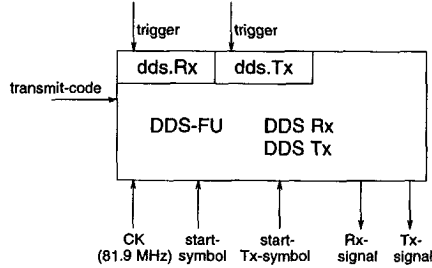 trigger
trigger
dds.Rx
dds.Tx
transmit-code
DDS-FU
DDS Rx
DDS Tx
CK
(81.9 MHz)
start-
symbol
start-
Tx-symbol
Rx-
signal
Tx-
signal